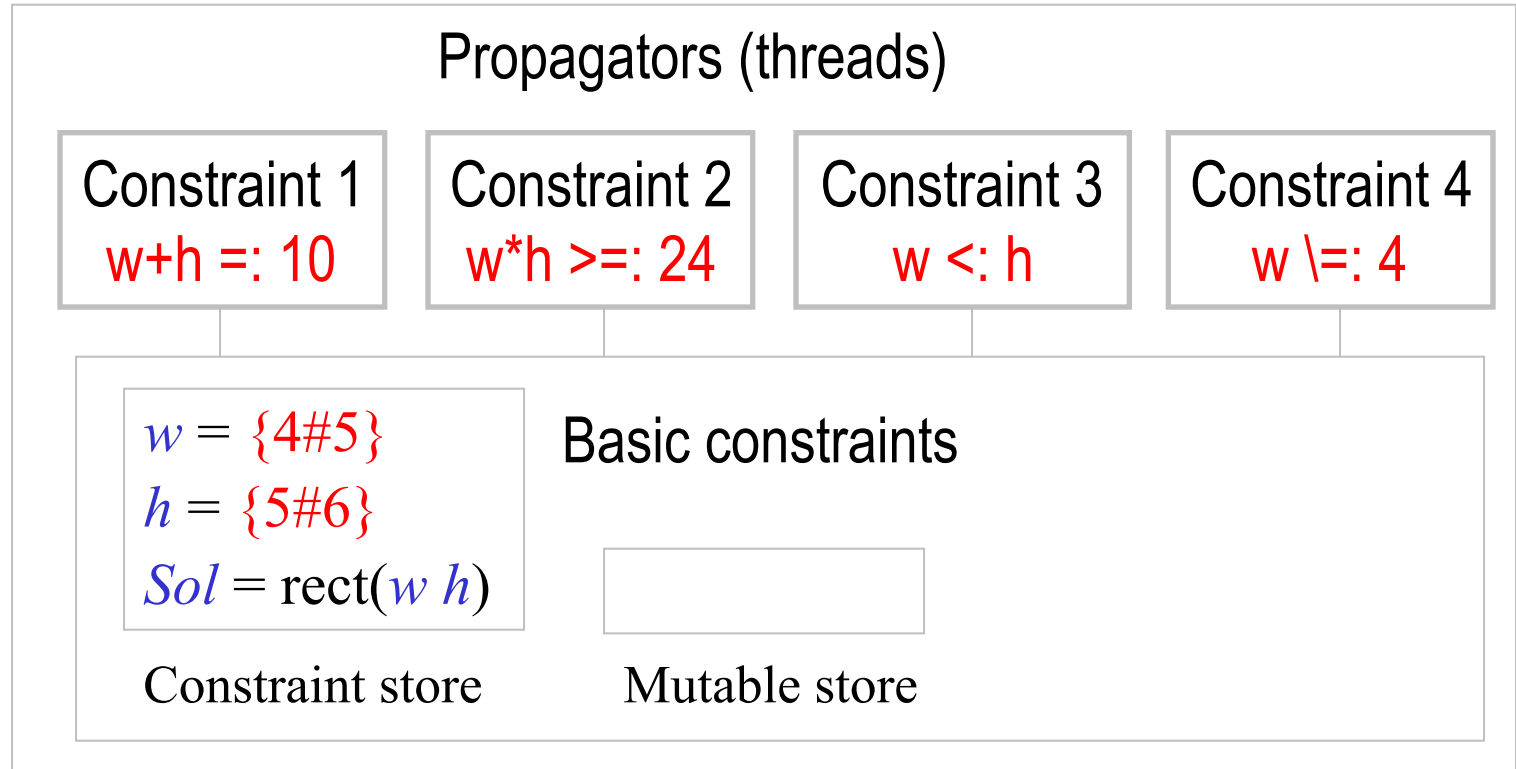 Propagators (threads)
Constraint 1
w+h =: 10
Constraint 2
w*h >=: 24
Constraint 3
w <: h
Constraint 4
w \=: 4
w = {4#5}
h = {5#6}
Sol = rect(w h)
Basic constraints
Constraint store
Mutable store